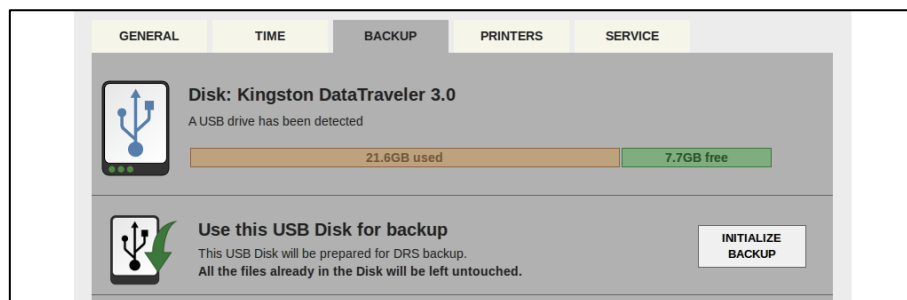 GENERAL TIME BACKUP PRINTERS SERVICE
Disk: Kingston DataTraveler 3.0
A USB drive has been detected
21.6GB used 7.7GB free
Use this USB Disk for backup
This USB Disk will be prepared for DRS backup.
All the files already in the Disk will be left untouched.
INITIALIZE
BACKUP